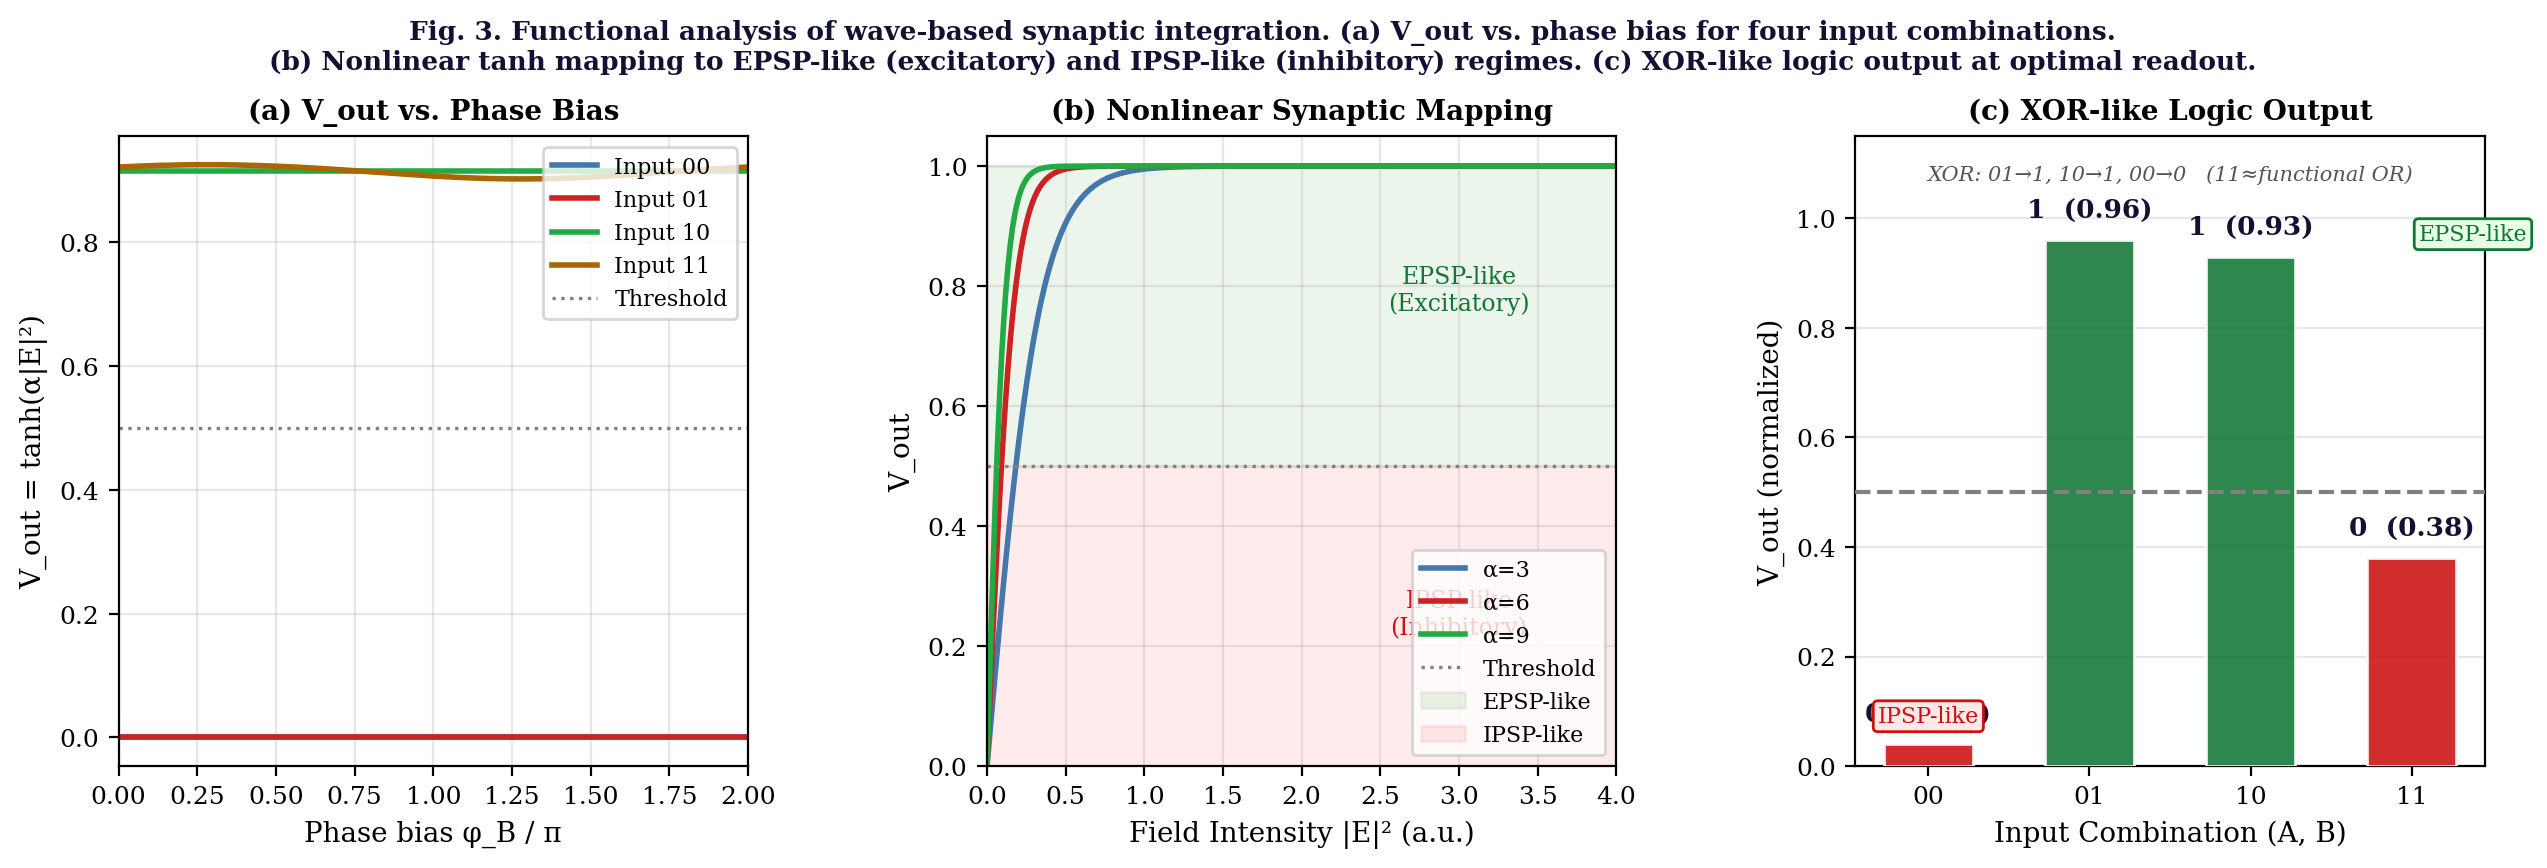 Fig. 3. Functional analysis of wave-based synaptic integration. (a) V_out vs. phase bias for four input combinations.
(b) Nonlinear tanh mapping to EPSP-like (excitatory) and IPSP-like (inhibitory) regimes. (c) XOR-like logic output at optimal readout.
(a) V_out vs. Phase Bias
V_out = tanh(α|E|²)
0.8
0.6
0.4
0.2
0.0
0.00 0.25 0.50 0.75 1.00 1.25 1.50 1.75 2.00
Phase bias φ_B / π
Input 00
Input 01
Input 10
Input 11
Threshold
(b) Nonlinear Synaptic Mapping
V_out
1.0
0.8
0.6
0.4
0.2
0.0
0.0 0.5 1.0 1.5 2.0 2.5 3.0 3.5 4.0
Field Intensity |E|² (a.u.)
EPSP-like
(Excitatory)
IPSP-like
(Inhibitory)
α=3
α=6
α=9
Threshold
EPSP-like
IPSP-like
(c) XOR-like Logic Output
V_out (normalized)
1.0
0.8
0.6
0.4
0.2
0.0
XOR: 01→1, 10→1, 00→0 (11≈functional OR)
1 (0.96)
1 (0.93)
0 (0.38)
EPSP-like
IPSP-like
00 01 10 11
Input Combination (A, B)